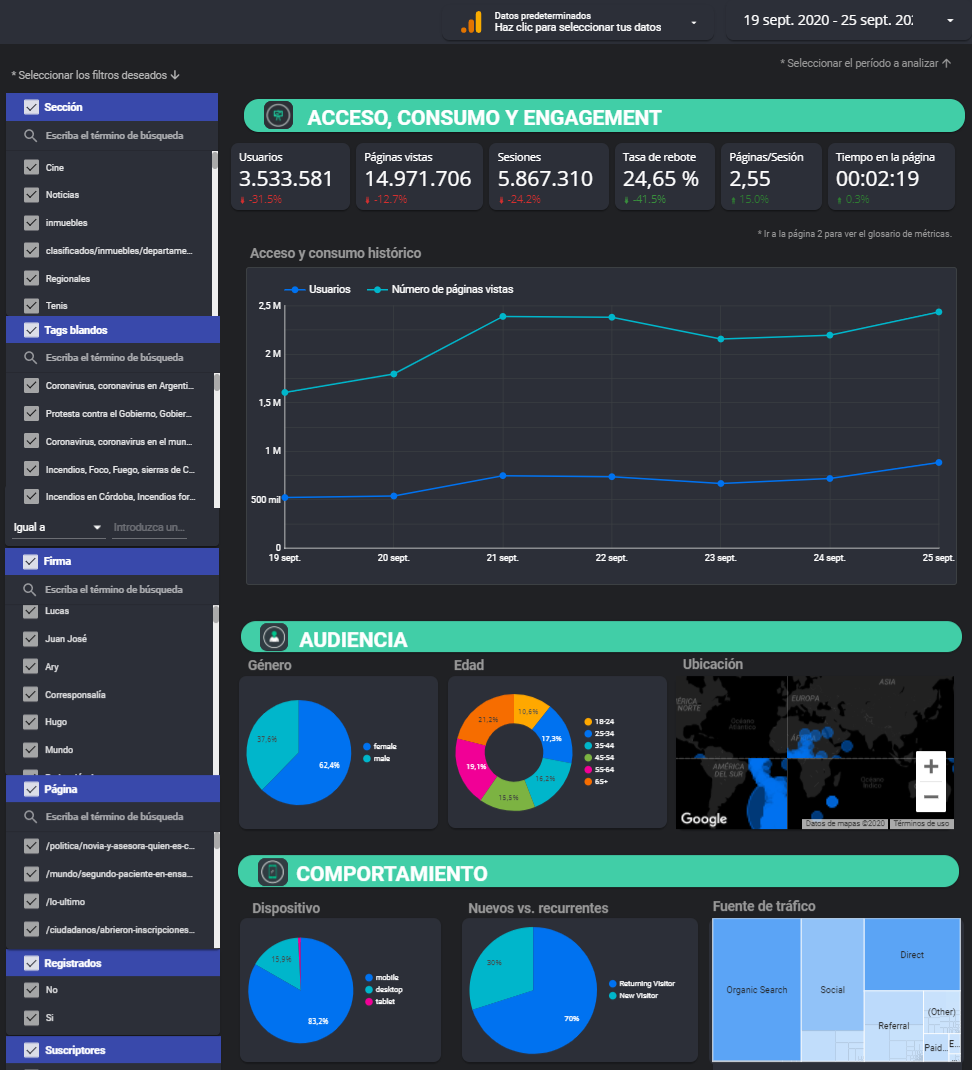 Datos predeterminados
Haz clic para seleccionar tus datos
19 sept. 2020 - 25 sept. 202
* Seleccionar los filtros deseados ↓
* Seleccionar el período a analizar ↑
Sección
Escriba el término de búsqueda
Cine
Noticias
inmuebles
clasificados/inmuebles/departame...
Regionales
Tenis
Tags blandos
Escriba el término de búsqueda
Coronavirus, coronavirus en Argenti...
Protesta contra el Gobierno, Gobier...
Coronavirus, coronavirus en el mun...
Incendios, Foco, Fuego, sierras de C...
Incendios en Córdoba, Incendios for...
Igual a
Introduzca un...
Firma
Escriba el término de búsqueda
Lucas
Juan José
Ary
Corresponsalía
Hugo
Mundo
Página
Escriba el término de búsqueda
/politica/novia-y-asesora-quien-es-c...
/mundo/segundo-paciente-en-ensa...
/lo-ultimo
/ciudadanos/abrieron-inscripciones...
Registrados
No
Si
Suscriptores
ACCESO, CONSUMO Y ENGAGEMENT
Usuarios
3.533.581
-31.5%
Páginas vistas
14.971.706
-12.7%
Sesiones
5.867.310
-24.2%
Tasa de rebote
24,65 %
-41.5%
Páginas/Sesión
2,55
15.0%
Tiempo en la página
00:02:19
0.3%
* Ir a la página 2 para ver el glosario de métricas.
Acceso y consumo histórico
Usuarios
Número de páginas vistas
2,5 M
2 M
1,5 M
1 M
500 mil
0
19 sept.
20 sept.
21 sept.
22 sept.
23 sept.
24 sept.
25 sept.
AUDIENCIA
Género
37,6%
62,4%
female
male
Edad
10,6%
17,3%
16,2%
15,5%
19,1%
21,2%
18-24
25-34
35-44
45-54
55-64
65+
Ubicación
ASIA
EUROPA
ÉRICA
NORTE
Océano
Atlántico
ÁF
AMÉRICA
DEL SUR
Océano
Índico
+
−
Google
Datos de mapas ©2020
Términos de uso
COMPORTAMIENTO
Dispositivo
15,9%
83,2%
mobile
desktop
tablet
Nuevos vs. recurrentes
30%
70%
Returning Visitor
New Visitor
Fuente de tráfico
Organic Search
Social
Direct
Referral
(Other)
Paid...
E...